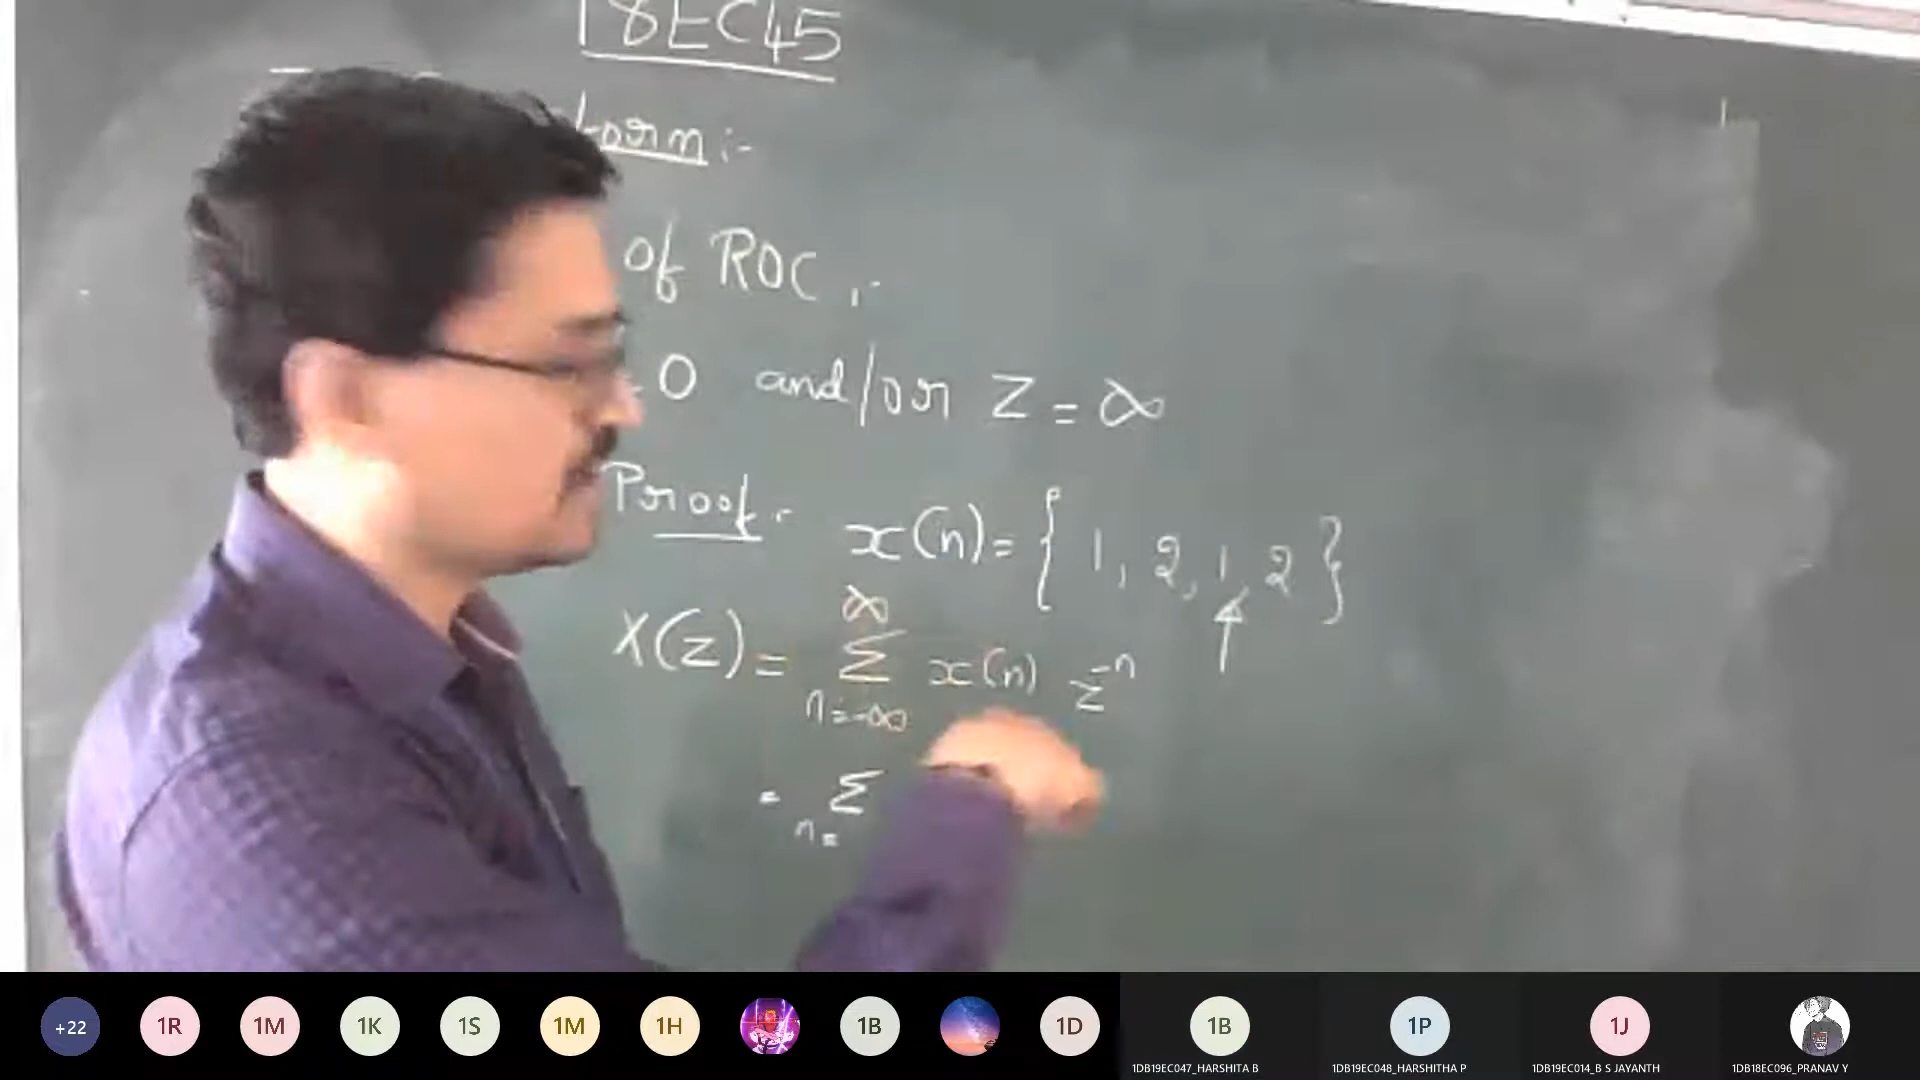 18EC45
form :-
of ROC :-
0 and/or Z = ∞
Proof:- x(n) = { 1, 2, 1, 2 }
↑
X(z) = ∞ Σ n=-∞ x(n) z^-n
= Σ n=
+22 1R 1M 1K 1S 1M 1H 1B 1D 1B 1P 1J
1DB19EC047_HARSHITA B 1DB19EC048_HARSHITHA P 1DB19EC014_B S JAYANTH 1DB18EC096_PRANAV Y